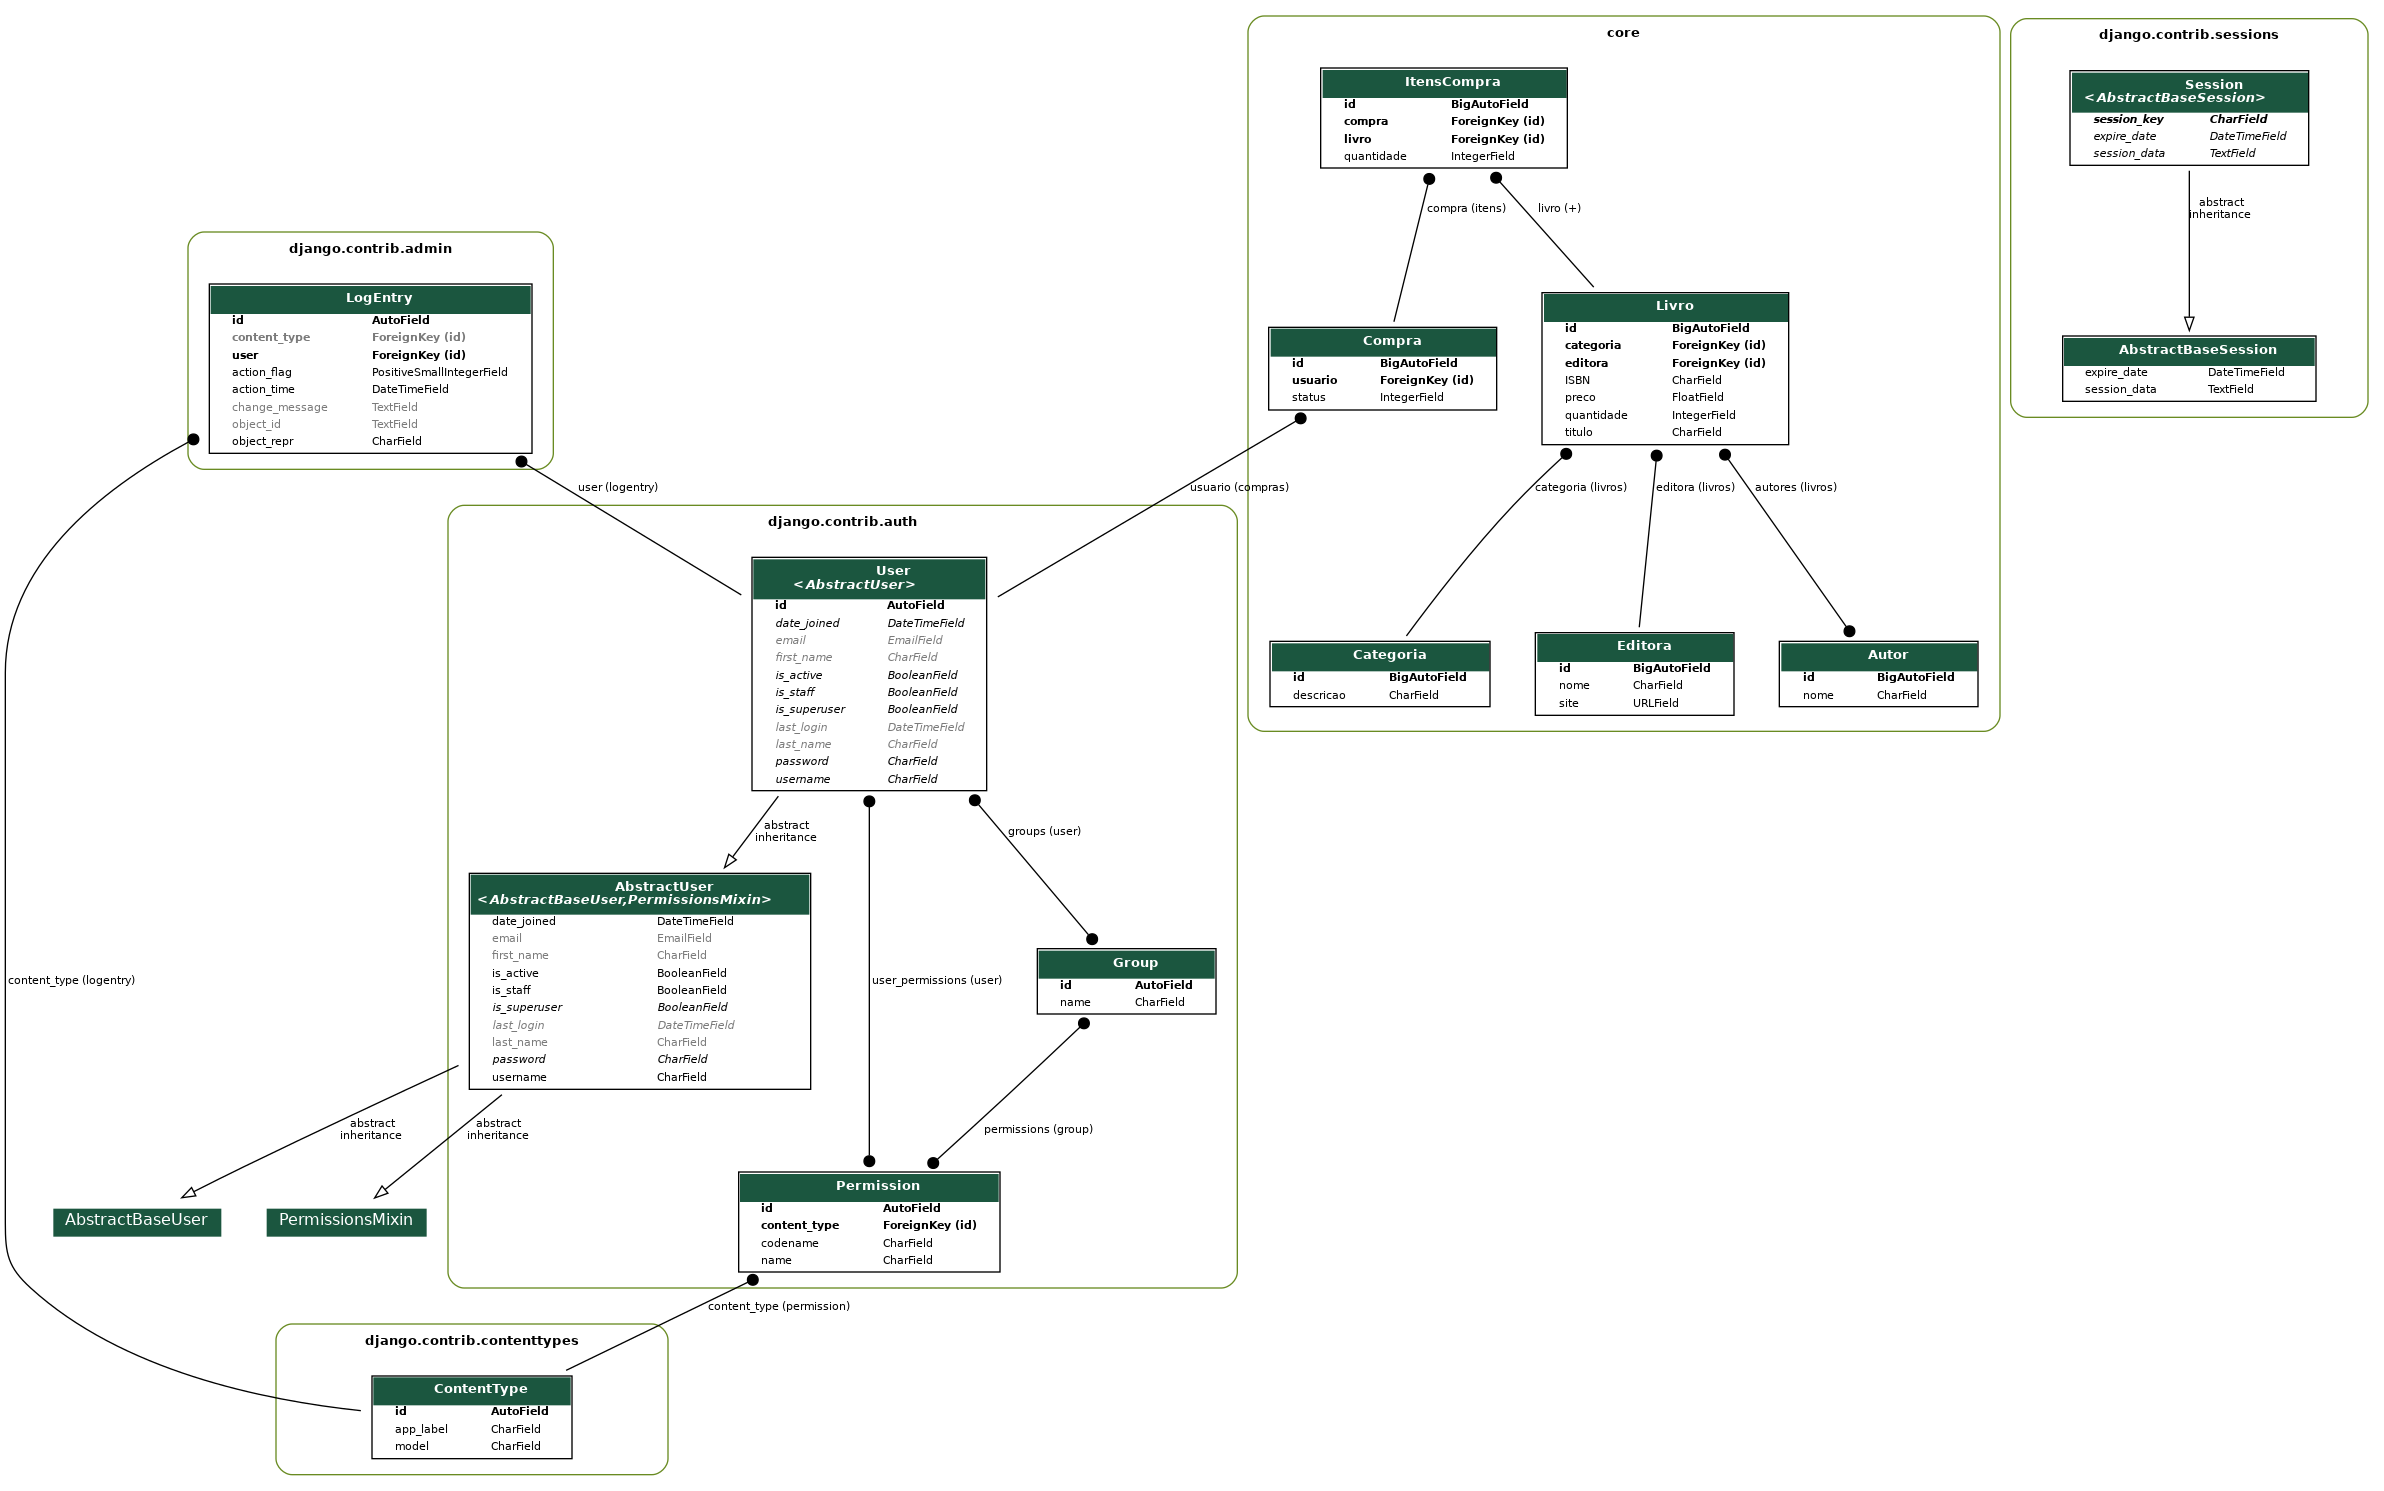 core
ItensCompra
id BigAutoField
compra ForeignKey (id)
livro ForeignKey (id)
quantidade IntegerField
compra (itens)
livro (+)
Compra
id BigAutoField
usuario ForeignKey (id)
status IntegerField
Livro
id BigAutoField
categoria ForeignKey (id)
editora ForeignKey (id)
ISBN CharField
preco FloatField
quantidade IntegerField
titulo CharField
usuario (compras)
categoria (livros)
editora (livros)
autores (livros)
Categoria
id BigAutoField
descricao CharField
Editora
id BigAutoField
nome CharField
site URLField
Autor
id BigAutoField
nome CharField
django.contrib.sessions
Session
<AbstractBaseSession>
session_key CharField
expire_date DateTimeField
session_data TextField
abstract
inheritance
AbstractBaseSession
expire_date DateTimeField
session_data TextField
django.contrib.admin
LogEntry
id AutoField
content_type ForeignKey (id)
user ForeignKey (id)
action_flag PositiveSmallIntegerField
action_time DateTimeField
change_message TextField
object_id TextField
object_repr CharField
user (logentry)
content_type (logentry)
django.contrib.auth
User
<AbstractUser>
id AutoField
date_joined DateTimeField
email EmailField
first_name CharField
is_active BooleanField
is_staff BooleanField
is_superuser BooleanField
last_login DateTimeField
last_name CharField
password CharField
username CharField
abstract
inheritance
groups (user)
user_permissions (user)
AbstractUser
<AbstractBaseUser,PermissionsMixin>
date_joined DateTimeField
email EmailField
first_name CharField
is_active BooleanField
is_staff BooleanField
is_superuser BooleanField
last_login DateTimeField
last_name CharField
password CharField
username CharField
Group
id AutoField
name CharField
permissions (group)
abstract
inheritance
abstract
inheritance
AbstractBaseUser
PermissionsMixin
Permission
id AutoField
content_type ForeignKey (id)
codename CharField
name CharField
content_type (permission)
django.contrib.contenttypes
ContentType
id AutoField
app_label CharField
model CharField